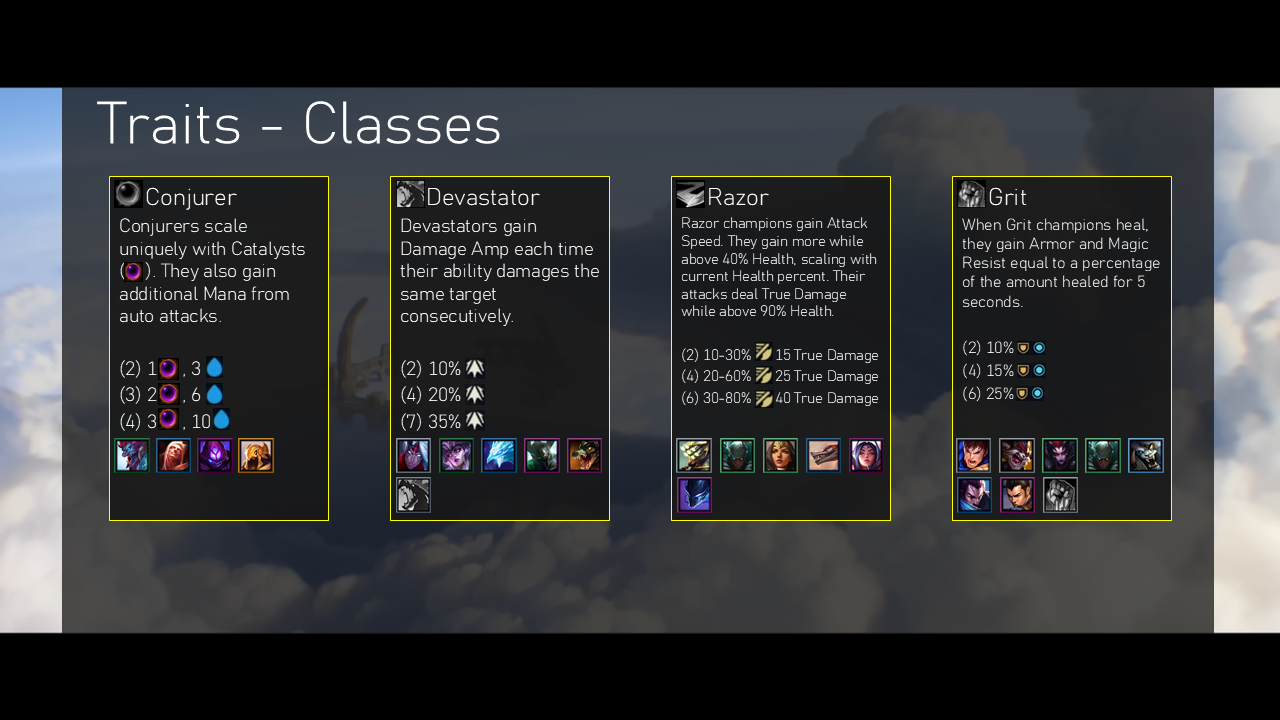 Traits - Classes
Conjurer
Conjurers scale
uniquely with Catalysts
( ). They also gain
additional Mana from
auto attacks.
(2) 1 , 3
(3) 2 , 6
(4) 3 , 10
Devastator
Devastators gain
Damage Amp each time
their ability damages the
same target
consecutively.
(2) 10%
(4) 20%
(7) 35%
Razor
Razor champions gain Attack
Speed. They gain more while
above 40% Health, scaling with
current Health percent. Their
attacks deal True Damage
while above 90% Health.
(2) 10-30% 15 True Damage
(4) 20-60% 25 True Damage
(6) 30-80% 40 True Damage
Grit
When Grit champions heal,
they gain Armor and Magic
Resist equal to a percentage
of the amount healed for 5
seconds.
(2) 10%
(4) 15%
(6) 25%